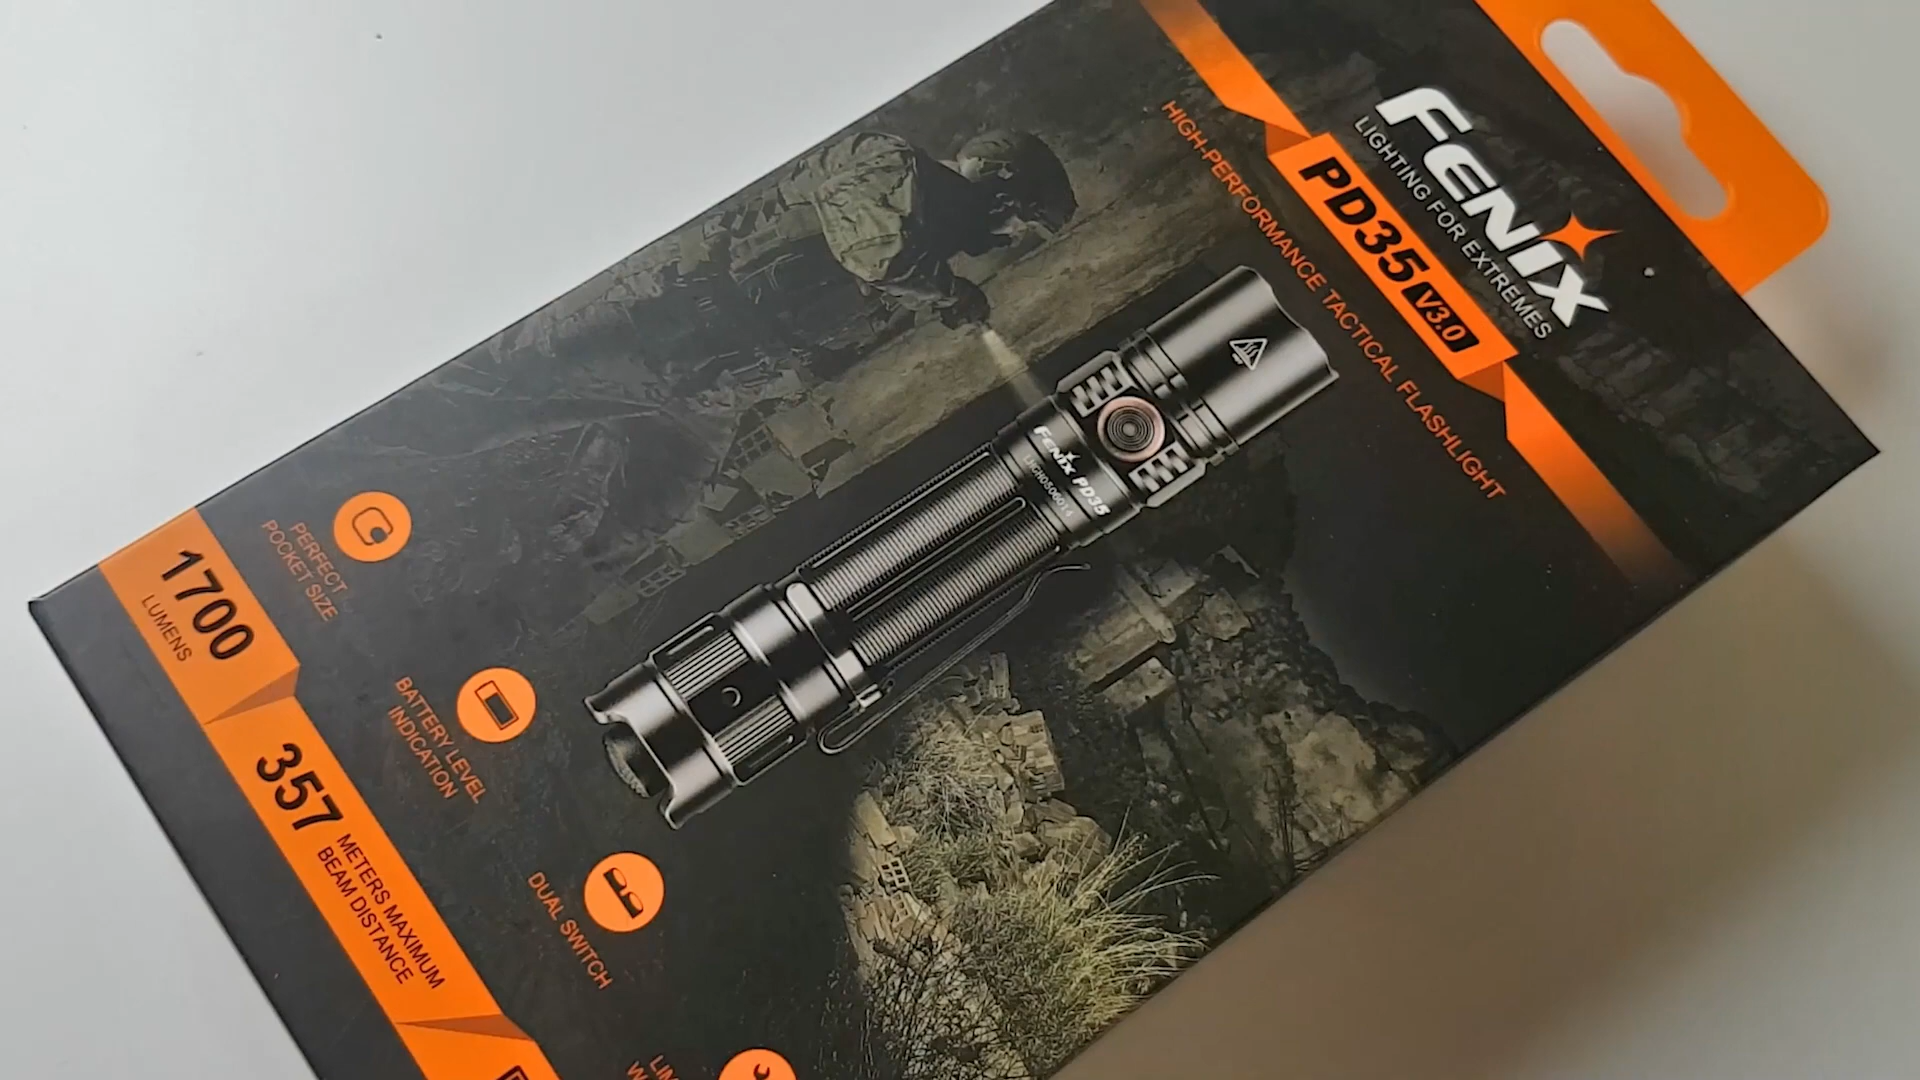 FENIX
LIGHTING FOR EXTREMES
PD35 V3.0
HIGH-PERFORMANCE TACTICAL FLASHLIGHT
FENIX PD35
PERFECT
POCKET SIZE
BATTERY LEVEL
INDICATION
DUAL SWITCH
1700
LUMENS
357
METERS MAXIMUM
BEAM DISTANCE